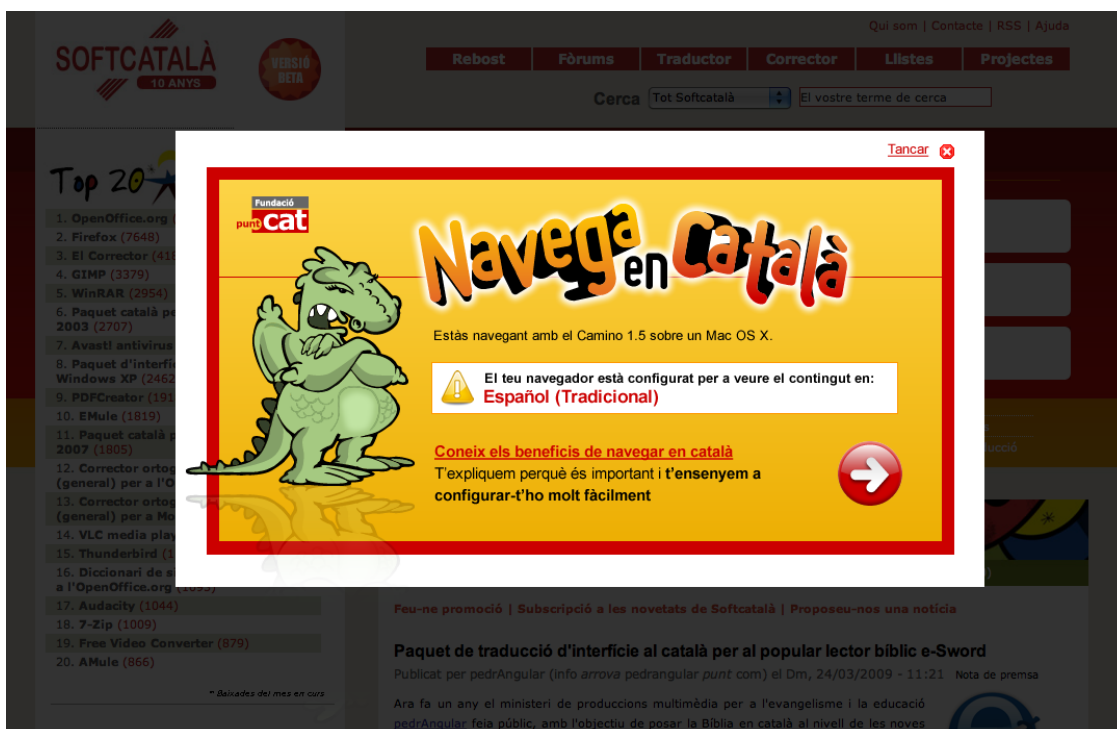 Qui som | Contacte | RSS | Ajuda
SOFTCATALÀ
10 ANYS
VERSIÓ
BETA
Rebost Fòrums Traductor Corrector Llistes Projectes
Cerca Tot Softcatalà El vostre terme de cerca
Tancar
Top 20
1. OpenOffice.org
2. Firefox (7648)
3. El Corrector
4. GIMP (3379)
5. WinRAR (2954)
6. Paquet català
2003 (2707)
7. Avast! antivirus
8. Paquet
Windows XP
9. PDFCreator
10. EMule (1819)
11. Paquet català
2007 (1805)
12. Corrector
(general) per a
13. Corrector
(general) per a
14. VLC media
15. Thunderbird
16. Diccionari de
a l'OpenOffice.org (1095)
17. Audacity (1044)
18. 7-Zip (1009)
19. Free Video Converter (879)
20. AMule (866)
* Baixades del mes en curs
Fundació
punt cat
Navega en Català
Estàs navegant amb el Camino 1.5 sobre un Mac OS X.
El teu navegador està configurat per a veure el contingut en:
Español (Tradicional)
Coneix els beneficis de navegar en català
T'expliquem perquè és important i t'ensenyem a
configurar-t'ho molt fàcilment
Feu-ne promoció | Subscripció a les novetats de Softcatalà | Proposeu-nos una notícia
Paquet de traducció d'interfície al català per al popular lector bíblic e-Sword
Publicat per pedrAngular (info arrova pedrangular punt com) el Dm, 24/03/2009 - 11:21 Nota de premsa
Ara fa un any el ministeri de produccions multimèdia per a l'evangelisme i la educació
pedrAngular feia públic, amb l'objectiu de posar la Bíblia en català al nivell de les noves